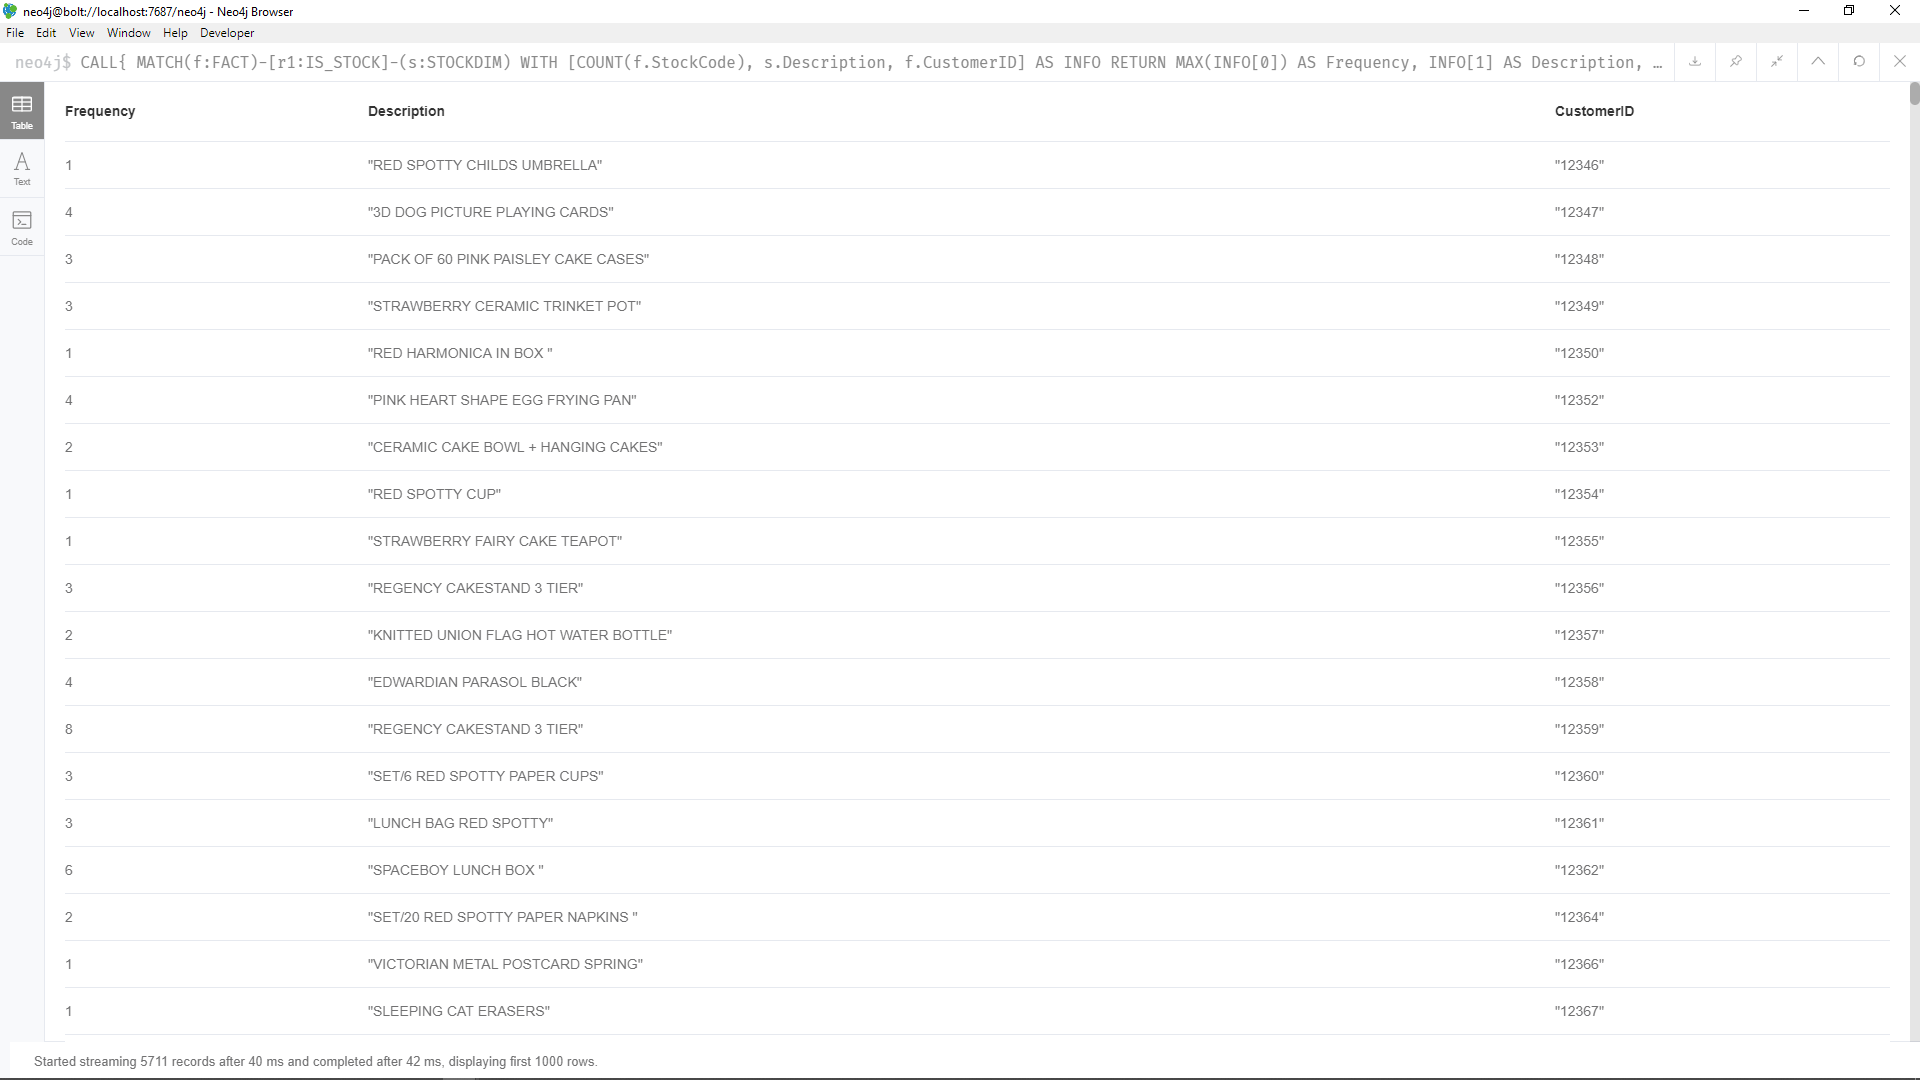 neo4j@bolt://localhost:7687/neo4j - Neo4j Browser
File Edit View Window Help Developer
neo4j$ CALL{ MATCH(f:FACT)-[r1:IS_STOCK]-(s:STOCKDIM) WITH [COUNT(f.StockCode), s.Description, f.CustomerID] AS INFO RETURN MAX(INFO[0]) AS Frequency, INFO[1] AS Description, …
Table
Text
Code
Frequency Description CustomerID
1 "RED SPOTTY CHILDS UMBRELLA" "12346"
4 "3D DOG PICTURE PLAYING CARDS" "12347"
3 "PACK OF 60 PINK PAISLEY CAKE CASES" "12348"
3 "STRAWBERRY CERAMIC TRINKET POT" "12349"
1 "RED HARMONICA IN BOX " "12350"
4 "PINK HEART SHAPE EGG FRYING PAN" "12352"
2 "CERAMIC CAKE BOWL + HANGING CAKES" "12353"
1 "RED SPOTTY CUP" "12354"
1 "STRAWBERRY FAIRY CAKE TEAPOT" "12355"
3 "REGENCY CAKESTAND 3 TIER" "12356"
2 "KNITTED UNION FLAG HOT WATER BOTTLE" "12357"
4 "EDWARDIAN PARASOL BLACK" "12358"
8 "REGENCY CAKESTAND 3 TIER" "12359"
3 "SET/6 RED SPOTTY PAPER CUPS" "12360"
3 "LUNCH BAG RED SPOTTY" "12361"
6 "SPACEBOY LUNCH BOX " "12362"
2 "SET/20 RED SPOTTY PAPER NAPKINS " "12364"
1 "VICTORIAN METAL POSTCARD SPRING" "12366"
1 "SLEEPING CAT ERASERS" "12367"
Started streaming 5711 records after 40 ms and completed after 42 ms, displaying first 1000 rows.